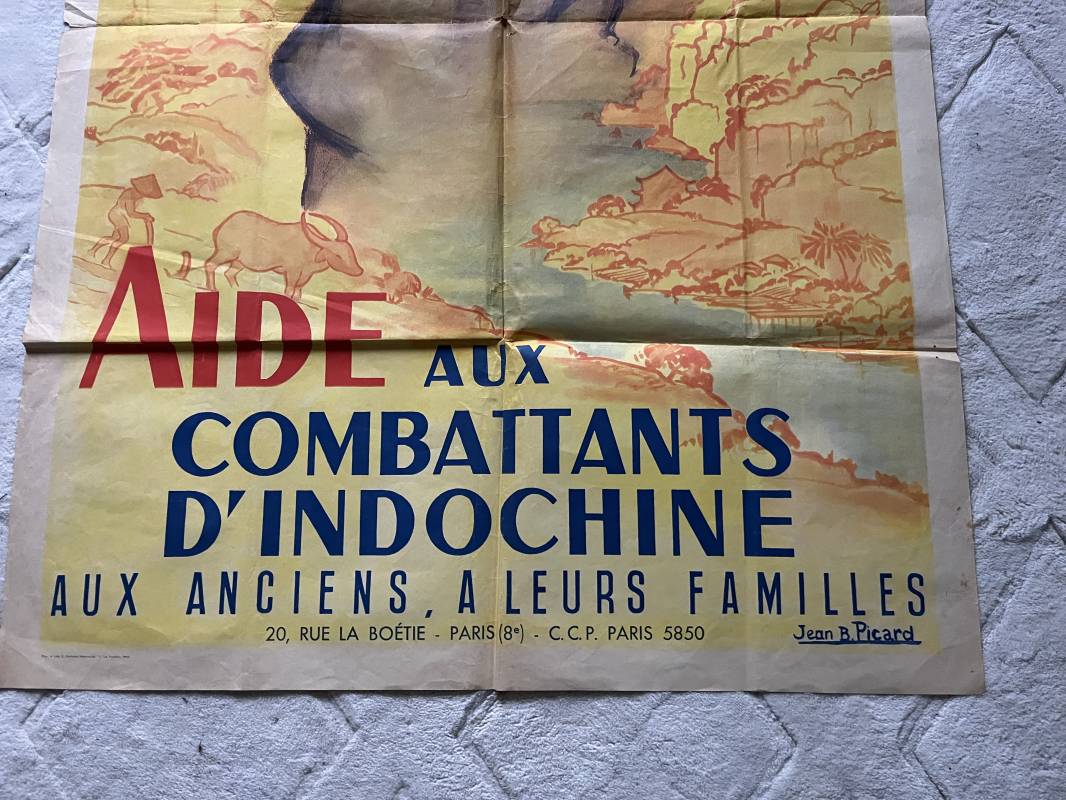 AIDE AUX
COMBATTANTS
D'INDOCHINE
AUX ANCIENS, A LEURS FAMILLES
20, RUE LA BOÉTIE - PARIS (8e) - C.C.P. PARIS 5850
Jean B. Picard